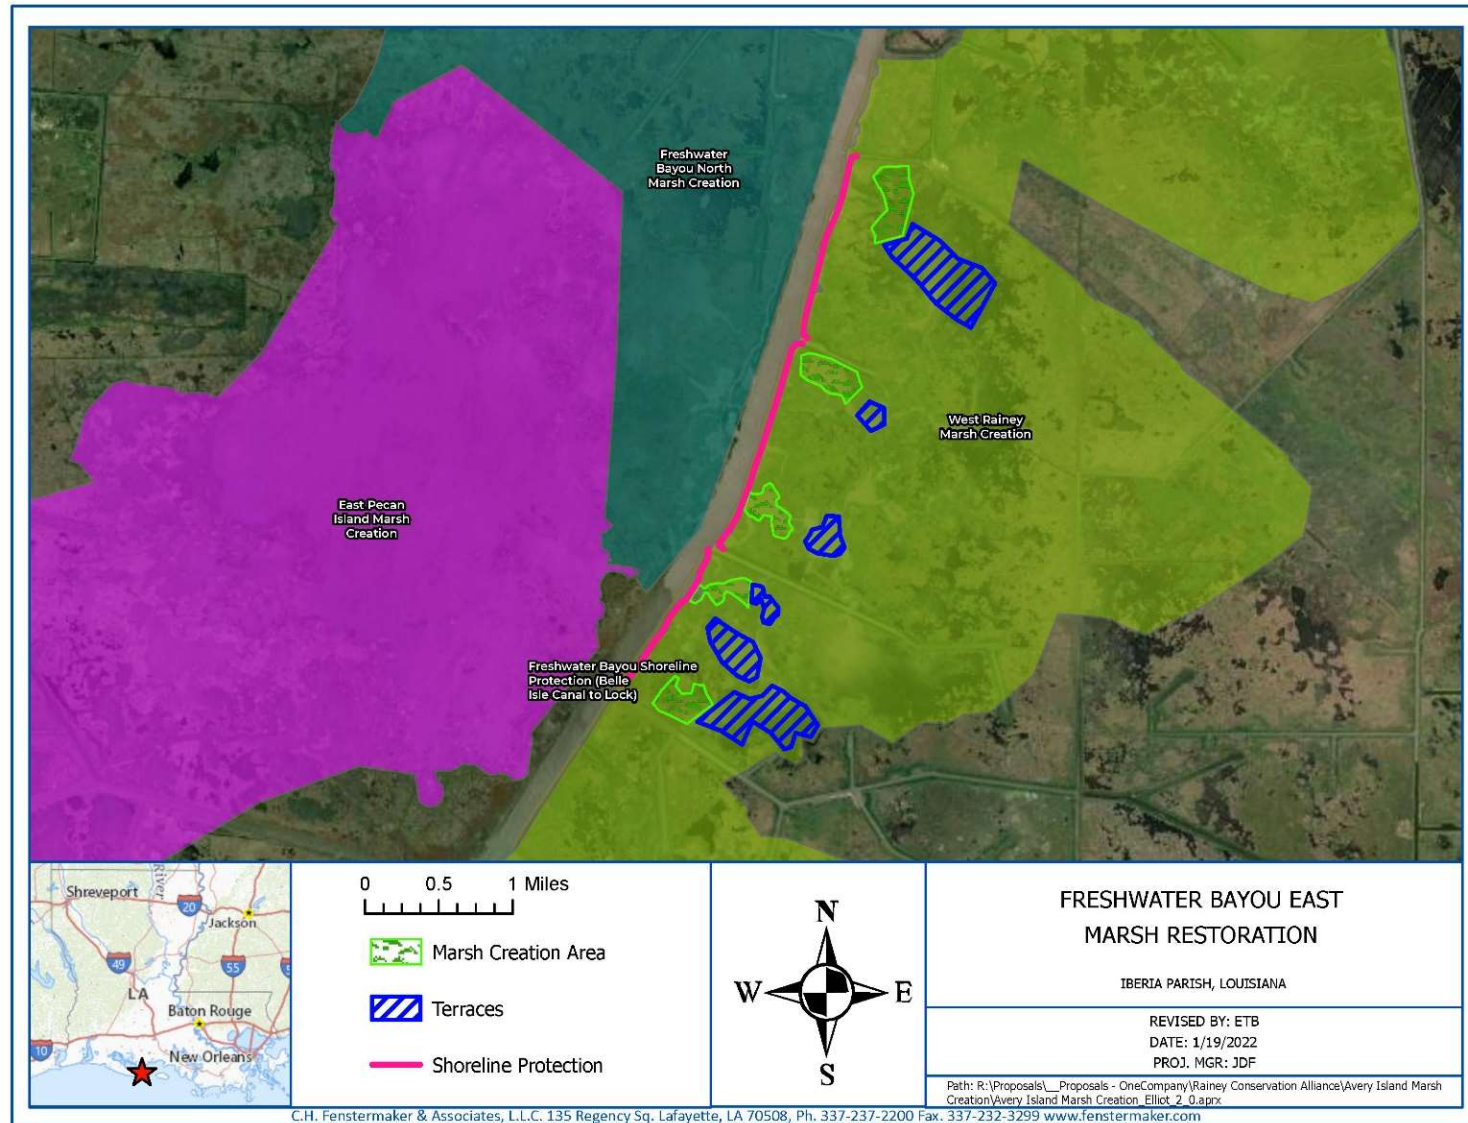 Freshwater
Bayou North
Marsh Creation
West Rainey
Marsh Creation
East Pecan
Island Marsh
Creation
Freshwater Bayou Shoreline
Protection (Belle
Isle Canal to Lock)
Shreveport
River
20
Jackson
49
55
LA
Baton Rouge
10
New Orleans
0 0.5 1 Miles
Marsh Creation Area
Terraces
Shoreline Protection
N
W E
S
FRESHWATER BAYOU EAST
MARSH RESTORATION
IBERIA PARISH, LOUISIANA
REVISED BY: ETB
DATE: 1/19/2022
PROJ. MGR: JDF
Path: R:\Proposals\__Proposals - OneCompany\Rainey Conservation Alliance\Avery Island Marsh
Creation\Avery Island Marsh Creation_Elliot_2_0.aprx
C.H. Fenstermaker & Associates, L.L.C. 135 Regency Sq. Lafayette, LA 70508, Ph. 337-237-2200 Fax. 337-232-3299 www.fenstermaker.com